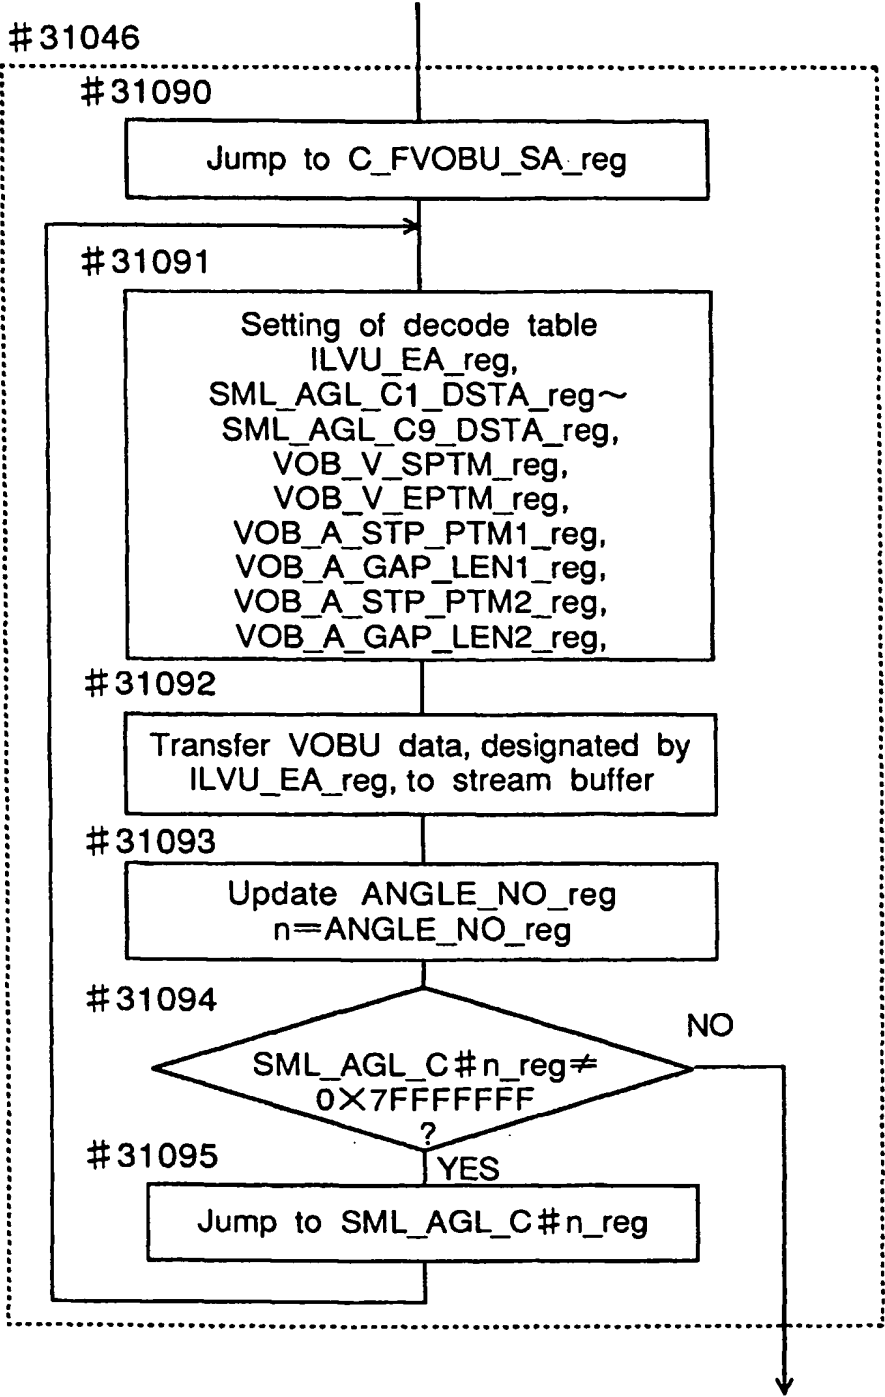 #31046
#31090
Jump to C_FVOBU_SA_reg
#31091
Setting of decode table
ILVU_EA_reg,
SML_AGL_C1_DSTA_reg～
SML_AGL_C9_DSTA_reg,
VOB_V_SPTM_reg,
VOB_V_EPTM_reg,
VOB_A_STP_PTM1_reg,
VOB_A_GAP_LEN1_reg,
VOB_A_STP_PTM2_reg,
VOB_A_GAP_LEN2_reg,
#31092
Transfer VOBU data, designated by
ILVU_EA_reg, to stream buffer
#31093
Update ANGLE_NO_reg
n=ANGLE_NO_reg
#31094
NO
SML_AGL_C#n_reg≠
0X7FFFFFFF
?
#31095
YES
Jump to SML_AGL_C#n_reg